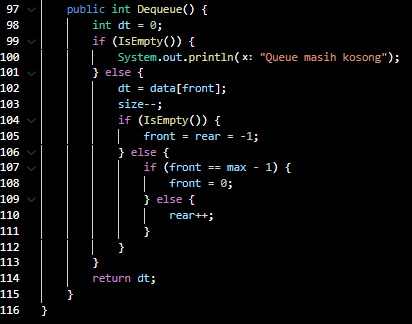 97 public int Dequeue() {
98 int dt = 0;
99 if (IsEmpty()) {
100 System.out.println(x: "Queue masih kosong");
101 } else {
102 dt = data[front];
103 size--;
104 if (IsEmpty()) {
105 front = rear = -1;
106 } else {
107 if (front == max - 1) {
108 front = 0;
109 } else {
110 rear++;
111 }
112 }
113 }
114 return dt;
115 }
116 }